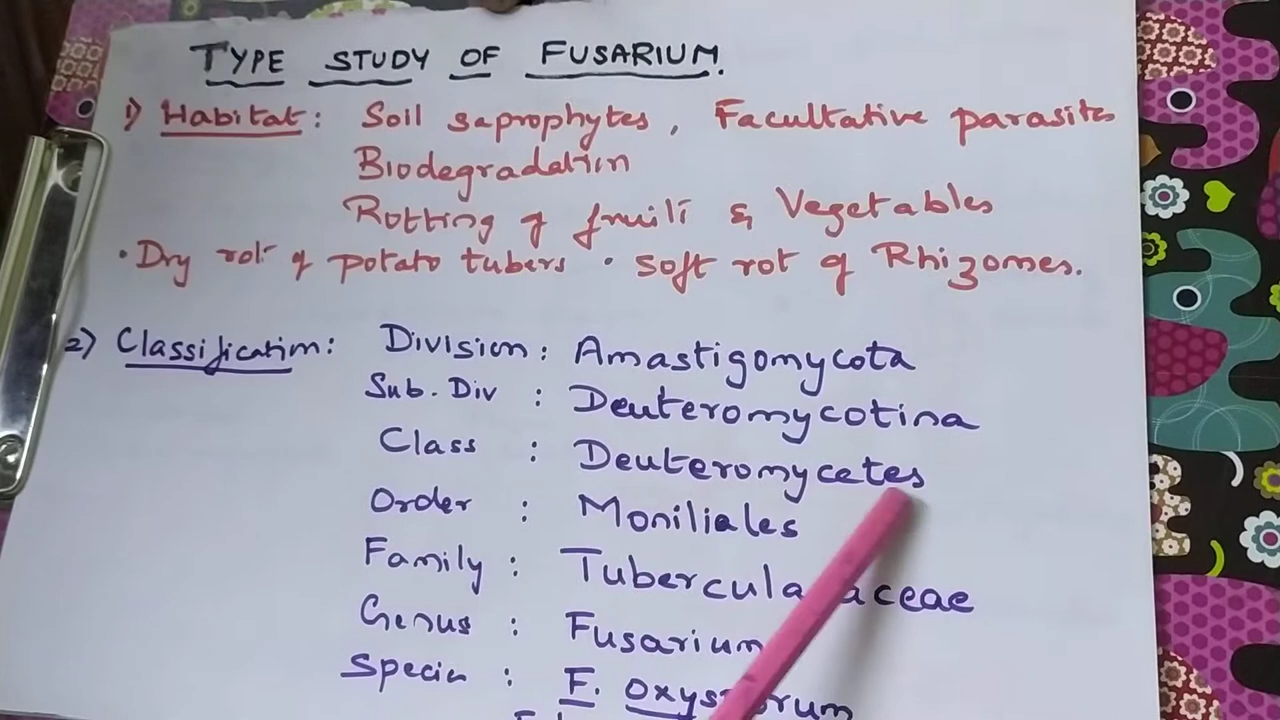 TYPE STUDY OF FUSARIUM.
1) Habitat: Soil saprophytes, Facultative parasites
Biodegradation
Rotting of fruits & Vegetables
• Dry rot of potato tubers • Soft rot of Rhizomes.
2) Classification: Division: Amastigomycota
Sub. Div : Deuteromycotina
Class : Deuteromycetes
Order : Moniliales
Family :
Genus : Fusarium
Species : F.